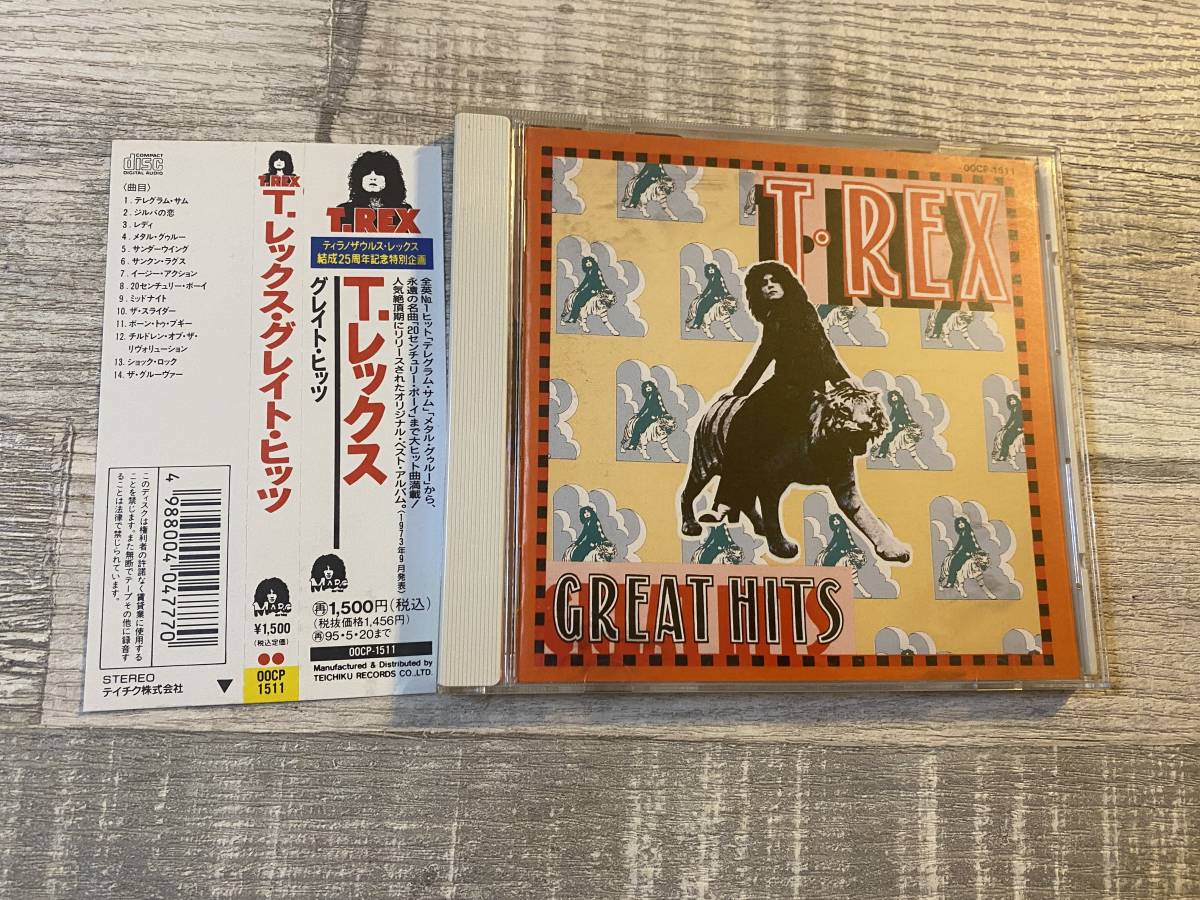 COMPACT
disc
DIGITAL AUDIO
〈曲目〉
1. テレグラム・サム
2. ジルバの恋
3. レディ
4. メタル・グゥルー
5. サンダーウイング
6. サンクン・ラグス
7. イージー・アクション
8. 20センチュリー・ボーイ
9. ミッドナイト
10. ザ・スライダー
11. ボーン・トゥ・ブギー
12. チルドレン・オブ・ザ・
リヴォリューション
13. ショック・ロック
14. ザ・グルーヴァー
4 988004 047770
このディスクは権利者の許諾なく賃貸業に使用する
ことを禁じます。また無断でテープその他に録音す
ることは法律で禁じられています。
STEREO
テイチク株式会社
T.REX
T.レックス・グレイト・ヒッツ
MARC
¥1,500
(税込定価)
00CP
1511
T.REX
ティラノザウルス・レックス
結成25周年記念特別企画
T.レックス
グレイト・ヒッツ
全英No.1ヒット「テレグラム・サム」「メタル・グゥルー」から、
永遠の名曲「20センチュリー・ボーイ」まで大ヒット曲満載!
人気絶頂期にリリースされたオリジナル・ベスト・アルバム。(1973年9月発表)
MARC
再1,500円(税込)
(税抜価格1,456円)
再95・5・20まで
00CP-1511
Manufactured & Distributed by
TEICHIKU RECORDS CO.,LTD.
00CP-1511
T・REX
GREAT HITS